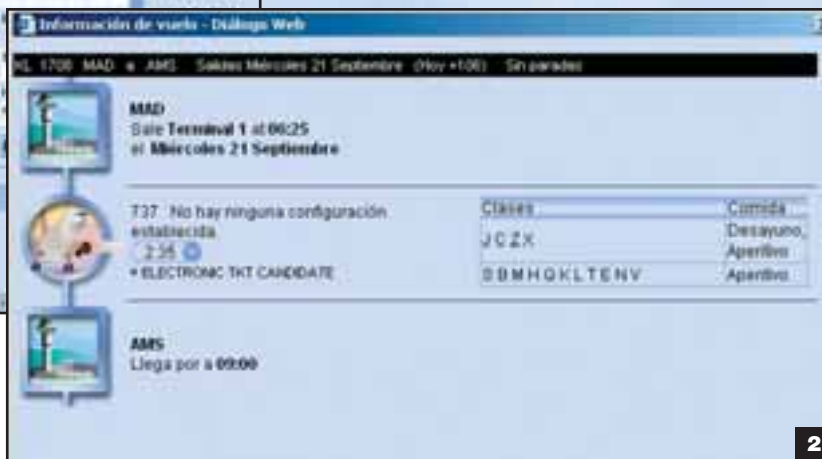 Información de vuelo - Diálogo Web
KL 1700 MAD a AMS Salidas Miércoles 21 Septiembre (Hoy +106) Sin paradas
MAD
Sale Terminal 1 at 06:25
el Miércoles 21 Septiembre
737 No hay ninguna configuración establecida
2:35
+ ELECTRONIC TKT CANDIDATE
Clases Comida
J C Z X Desayuno, Aperitivo
S B M H Q K L T E N V Aperitivo
AMS
Llega por a 09:00
2